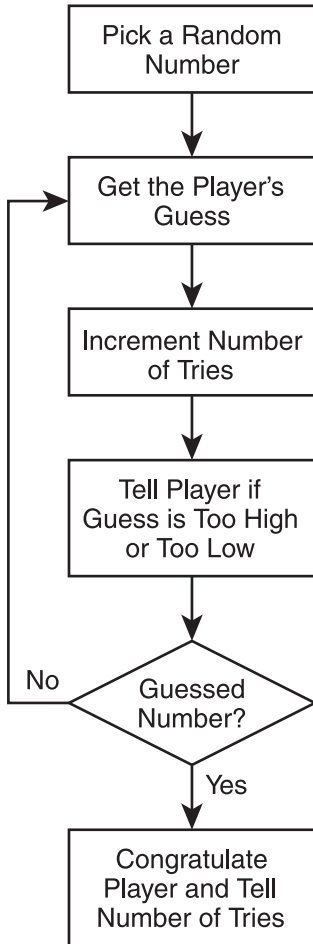 Pick a Random
Number
Get the Player's
Guess
Increment Number
of Tries
Tell Player if
Guess is Too High
or Too Low
No
Guessed
Number?
Yes
Congratulate
Player and Tell
Number of Tries